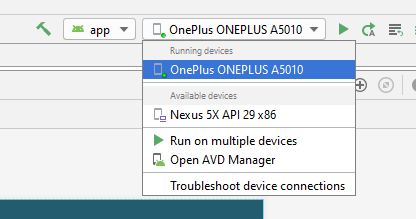 app
OnePlus ONEPLUS A5010
Running devices
OnePlus ONEPLUS A5010
Available devices
Nexus 5X API 29 x86
Run on multiple devices
Open AVD Manager
Troubleshoot device connections